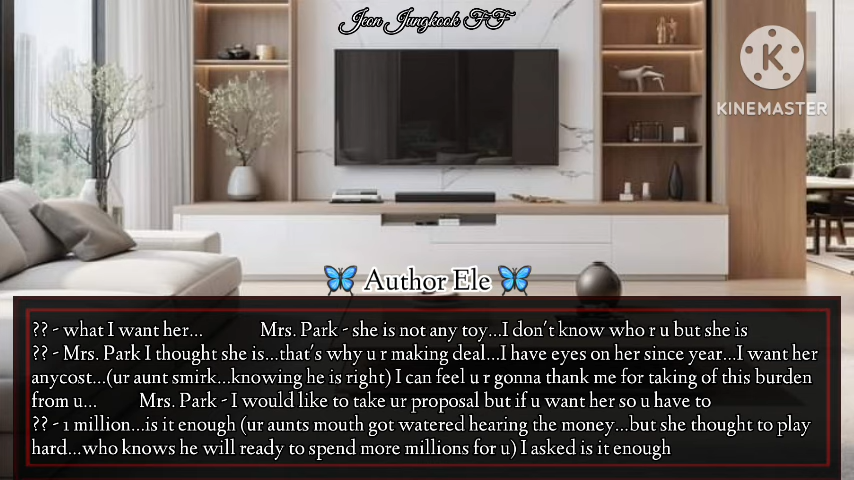 Jeon Jungkook FF
KINEMASTER
🦋 Author Ele 🦋
?? - what I want her... Mrs. Park - she is not any toy...I don't know who r u but she is
?? - Mrs. Park I thought she is...that's why u r making deal...I have eyes on her since year...I want her
anycost...(ur aunt smirk...knowing he is right) I can feel u r gonna thank me for taking of this burden
from u... Mrs. Park - I would like to take ur proposal but if u want her so u have to
?? - 1 million...is it enough (ur aunts mouth got watered hearing the money...but she thought to play
hard...who knows he will ready to spend more millions for u) I asked is it enough